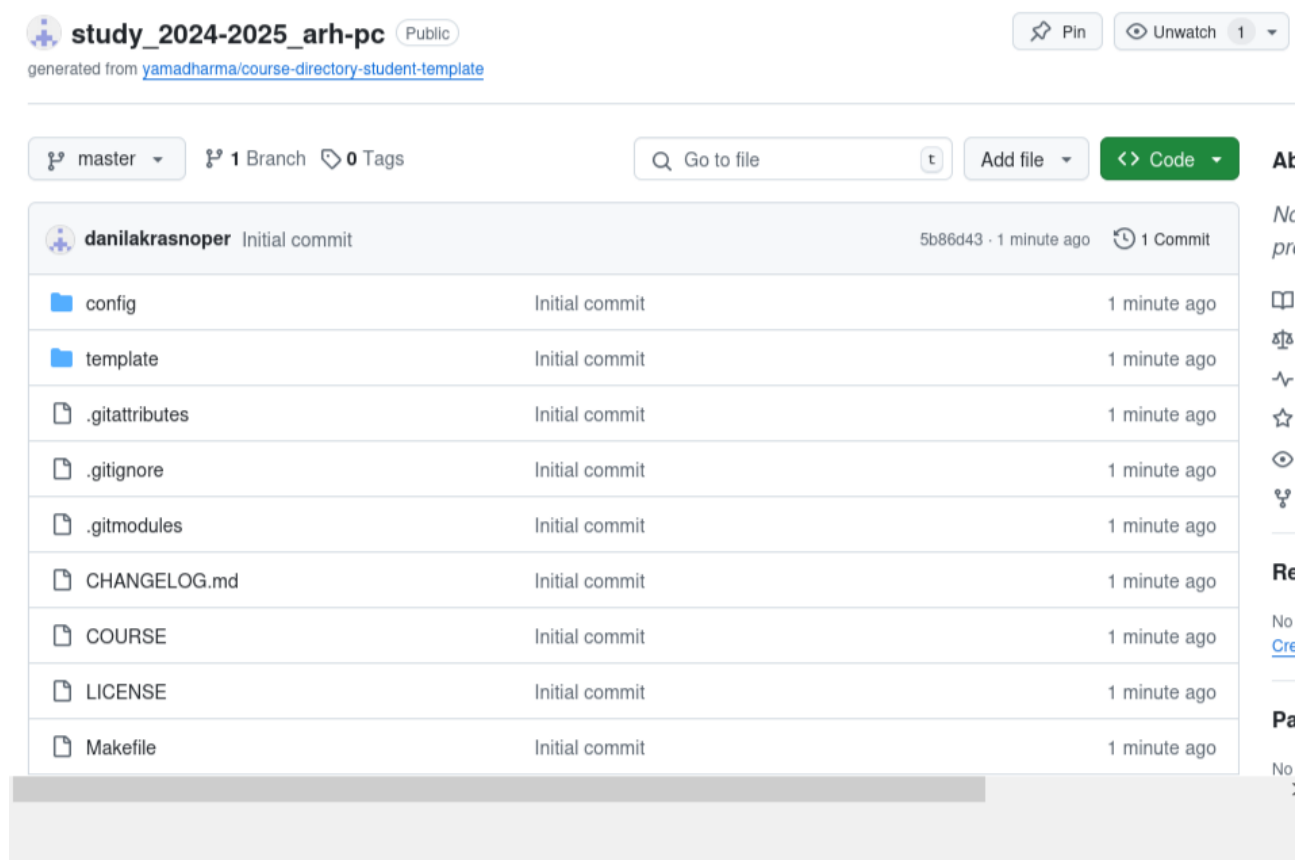 study_2024-2025_arh-pc Public Pin Unwatch 1
generated from yamadharma/course-directory-student-template
master 1 Branch 0 Tags Go to file t Add file Code
danilakrasnoper Initial commit 5b86d43 · 1 minute ago 1 Commit
config Initial commit 1 minute ago
template Initial commit 1 minute ago
.gitattributes Initial commit 1 minute ago
.gitignore Initial commit 1 minute ago
.gitmodules Initial commit 1 minute ago
CHANGELOG.md Initial commit 1 minute ago
COURSE Initial commit 1 minute ago
LICENSE Initial commit 1 minute ago
Makefile Initial commit 1 minute ago
No